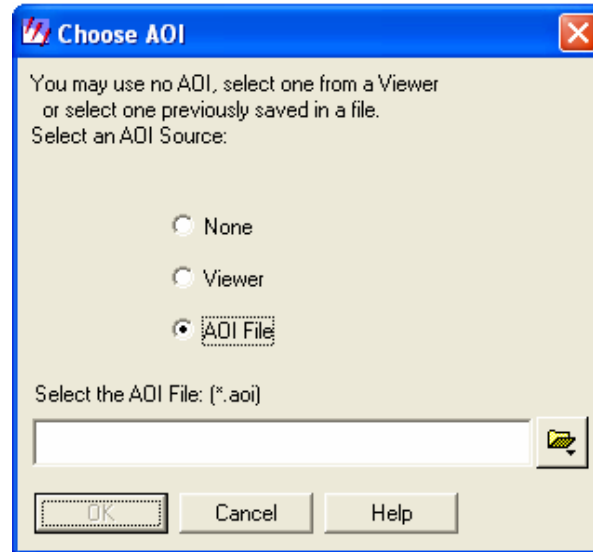 Choose AOI
You may use no AOI, select one from a Viewer
or select one previously saved in a file.
Select an AOI Source:
None
Viewer
AOI File
Select the AOI File: (*.aoi)
OK Cancel Help